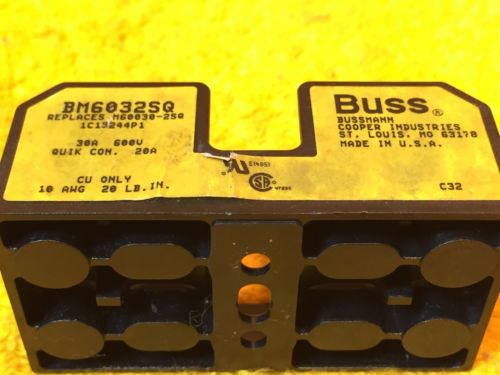 BM6032SQ
REPLACES M60030-2SQ
1C13244P1
30A 600V
QUIK CON. 20A
CU ONLY
10 AWG 20 LB.IN.
Buss®
BUSSMANN
COOPER INDUSTRIES
ST. LOUIS, MO 63178
MADE IN U.S.A.
C32